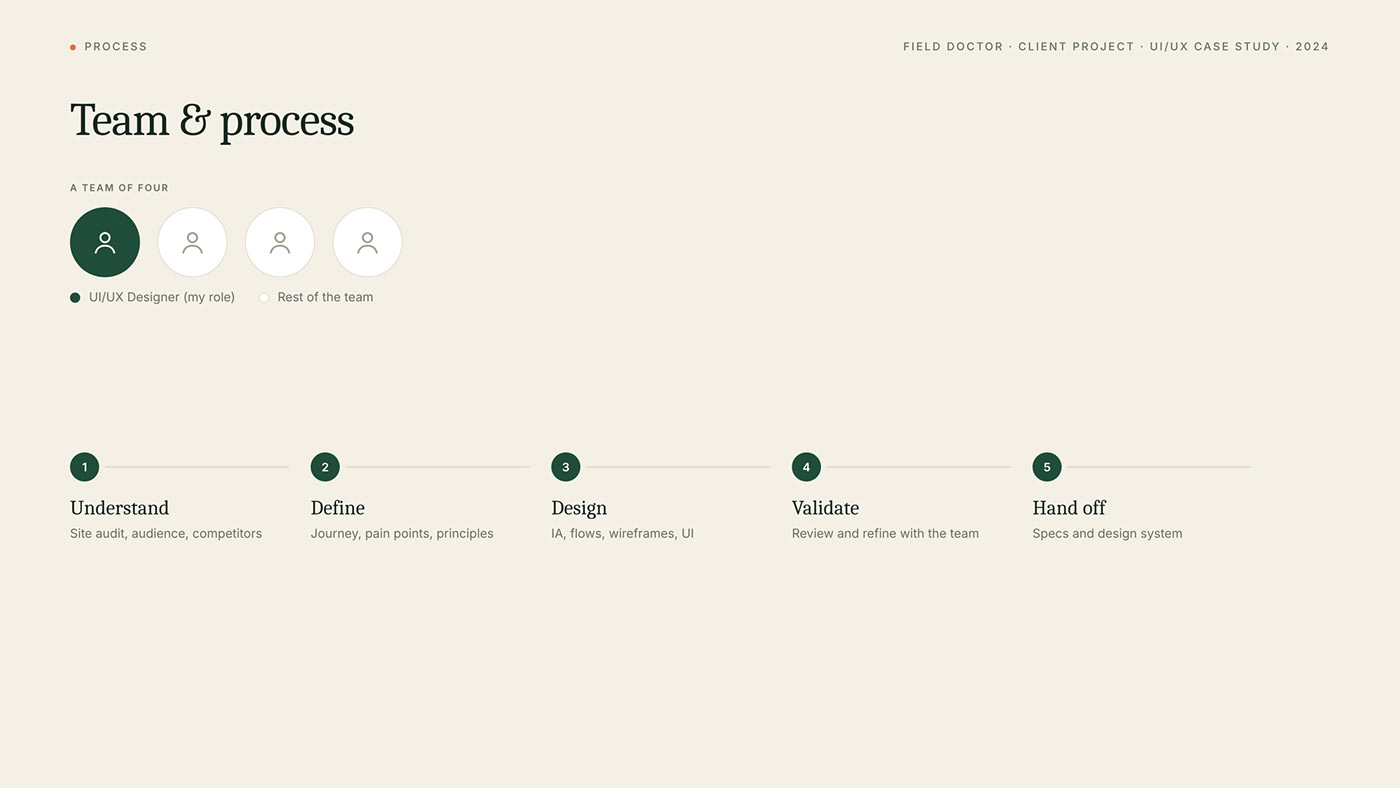 PROCESS
FIELD DOCTOR · CLIENT PROJECT · UI/UX CASE STUDY · 2024
Team & process
A TEAM OF FOUR
UI/UX Designer (my role)
Rest of the team
1
Understand
Site audit, audience, competitors
2
Define
Journey, pain points, principles
3
Design
IA, flows, wireframes, UI
4
Validate
Review and refine with the team
5
Hand off
Specs and design system